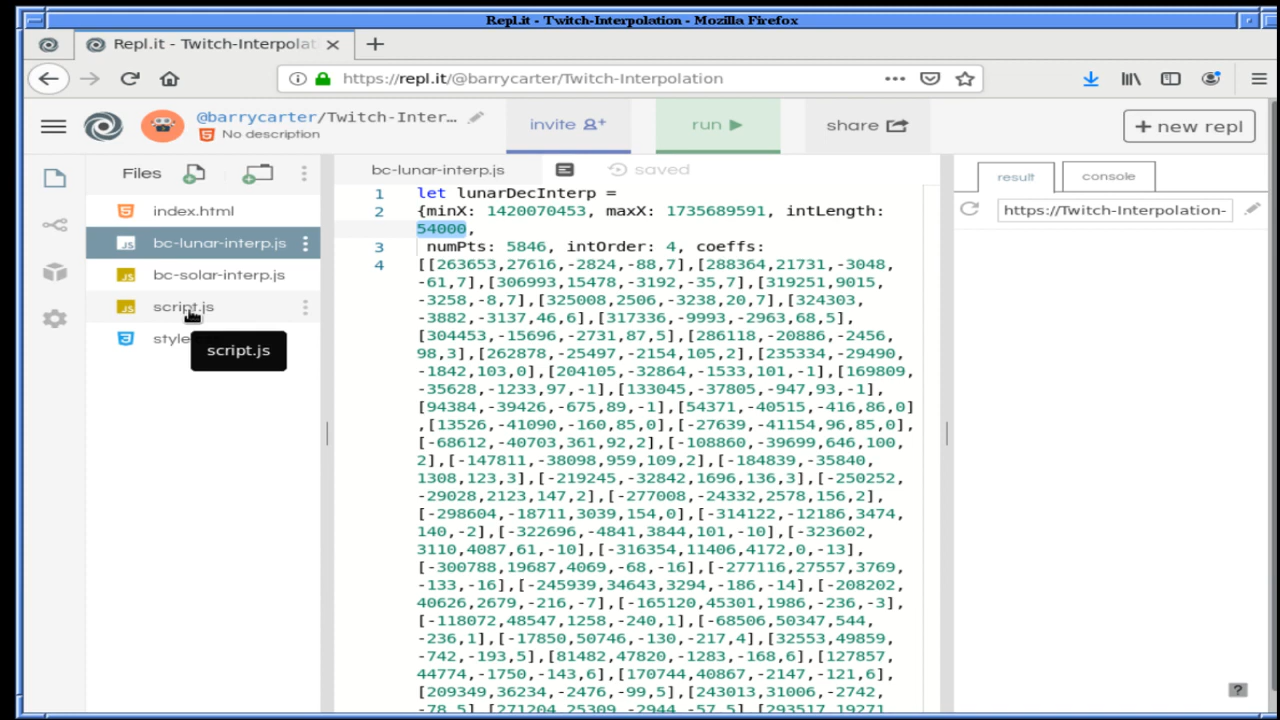 Repl.it - Twitch-Interpolation - Mozilla Firefox
Repl.it - Twitch-Interpolat
https://repl.it/@barrycarter/Twitch-Interpolation
@barrycarter/Twitch-Inter...
No description
invite
run
share
+ new repl
Files
index.html
bc-lunar-interp.js
bc-solar-interp.js
script.js
style
script.js
bc-lunar-interp.js
saved
1 let lunarDecInterp =
2 {minX: 1420070453, maxX: 1735689591, intLength:
54000,
3 numPts: 5846, intOrder: 4, coeffs:
4 [[263653,27616,-2824,-88,7],[288364,21731,-3048,
-61,7],[306993,15478,-3192,-35,7],[319251,9015,
-3258,-8,7],[325008,2506,-3238,20,7],[324303,
-3882,-3137,46,6],[317336,-9993,-2963,68,5],
[304453,-15696,-2731,87,5],[286118,-20886,-2456,
98,3],[262878,-25497,-2154,105,2],[235334,-29490,
-1842,103,0],[204105,-32864,-1533,101,-1],[169809,
-35628,-1233,97,-1],[133045,-37805,-947,93,-1],
[94384,-39426,-675,89,-1],[54371,-40515,-416,86,0]
,[13526,-41090,-160,85,0],[-27639,-41154,96,85,0],
[-68612,-40703,361,92,2],[-108860,-39699,646,100,
2],[-147811,-38098,959,109,2],[-184839,-35840,
1308,123,3],[-219245,-32842,1696,136,3],[-250252,
-29028,2123,147,2],[-277008,-24332,2578,156,2],
[-298604,-18711,3039,154,0],[-314122,-12186,3474,
140,-2],[-322696,-4841,3844,101,-10],[-323602,
3110,4087,61,-10],[-316354,11406,4172,0,-13],
[-300788,19687,4069,-68,-16],[-277116,27557,3769,
-133,-16],[-245939,34643,3294,-186,-14],[-208202,
40626,2679,-216,-7],[-165120,45301,1986,-236,-3],
[-118072,48547,1258,-240,1],[-68506,50347,544,
-236,1],[-17850,50746,-130,-217,4],[32553,49859,
-742,-193,5],[81482,47820,-1283,-168,6],[127857,
44774,-1750,-143,6],[170744,40867,-2147,-121,6],
[209349,36234,-2476,-99,5],[243013,31006,-2742,
-78,5],[271204,25309,-2944,-57,5],[293517,19271
result
console
https://Twitch-Interpolation-
?